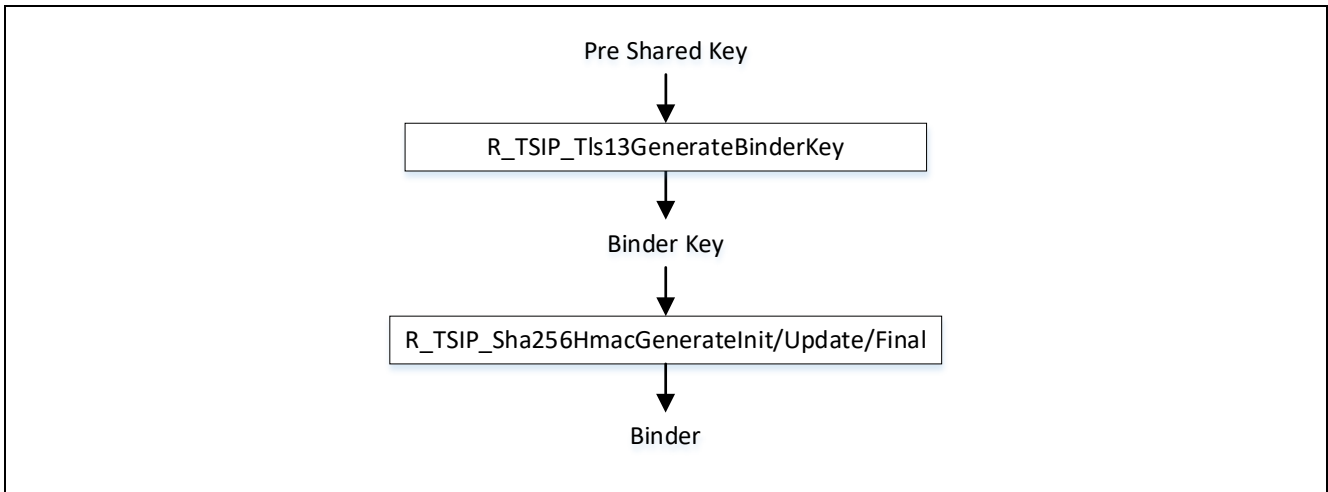 Pre Shared Key
R_TSIP_Tls13GenerateBinderKey
Binder Key
R_TSIP_Sha256HmacGenerateInit/Update/Final
Binder